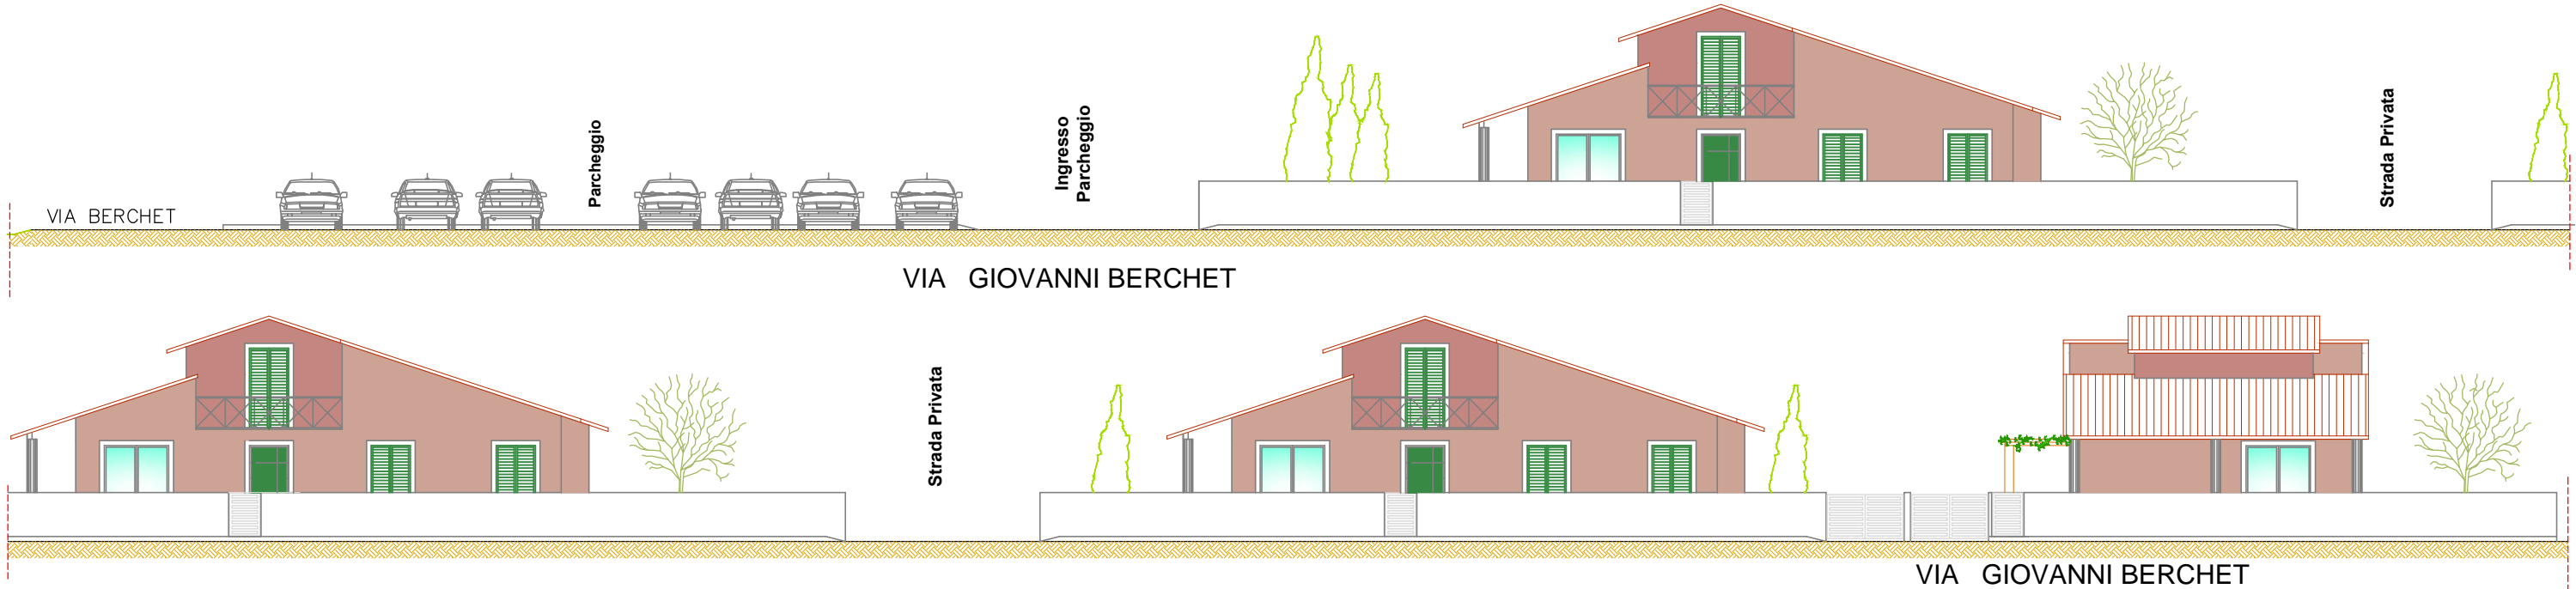 VIA BERCHET
Parcheggio
Ingresso
Parcheggio
Strada Privata
VIA GIOVANNI BERCHET
Strada Privata
VIA GIOVANNI BERCHET